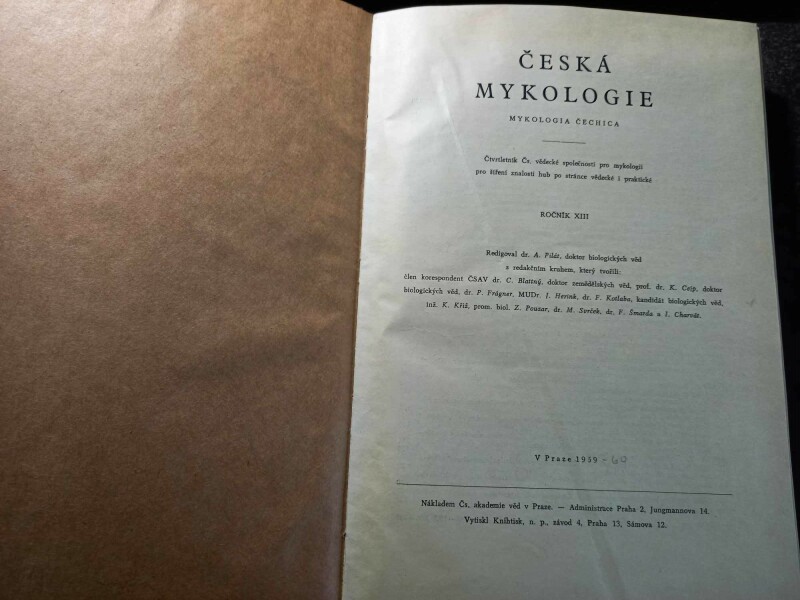 ČESKÁ
MYKOLOGIE
MYKOLOGIA ČECHICA
Čtvrtletník Čs. vědecké společnosti pro mykologii
pro šíření znalosti hub po stránce vědecké i praktické
ROČNÍK XIII
Redigoval dr. A. Pilát, doktor biologických věd
s redakčním kruhem, který tvořili:
člen korespondent ČSAV dr. C. Blattný, doktor zemědělských věd, prof. dr. K. Cejp, doktor
biologických věd, dr. P. Frágner, MUDr. J. Herink, dr. F. Kotlaba, kandidát biologických věd,
inž. K. Kříž, prom. biol. Z. Pouzar, dr. M. Svrček, dr. F. Šmarda a I. Charvát.
V Praze 1959 - 60
Nákladem Čs. akademie věd v Praze. — Administrace Praha 2, Jungmannova 14.
Vytiskl Knihtisk, n. p., závod 4, Praha 13, Sámova 12.